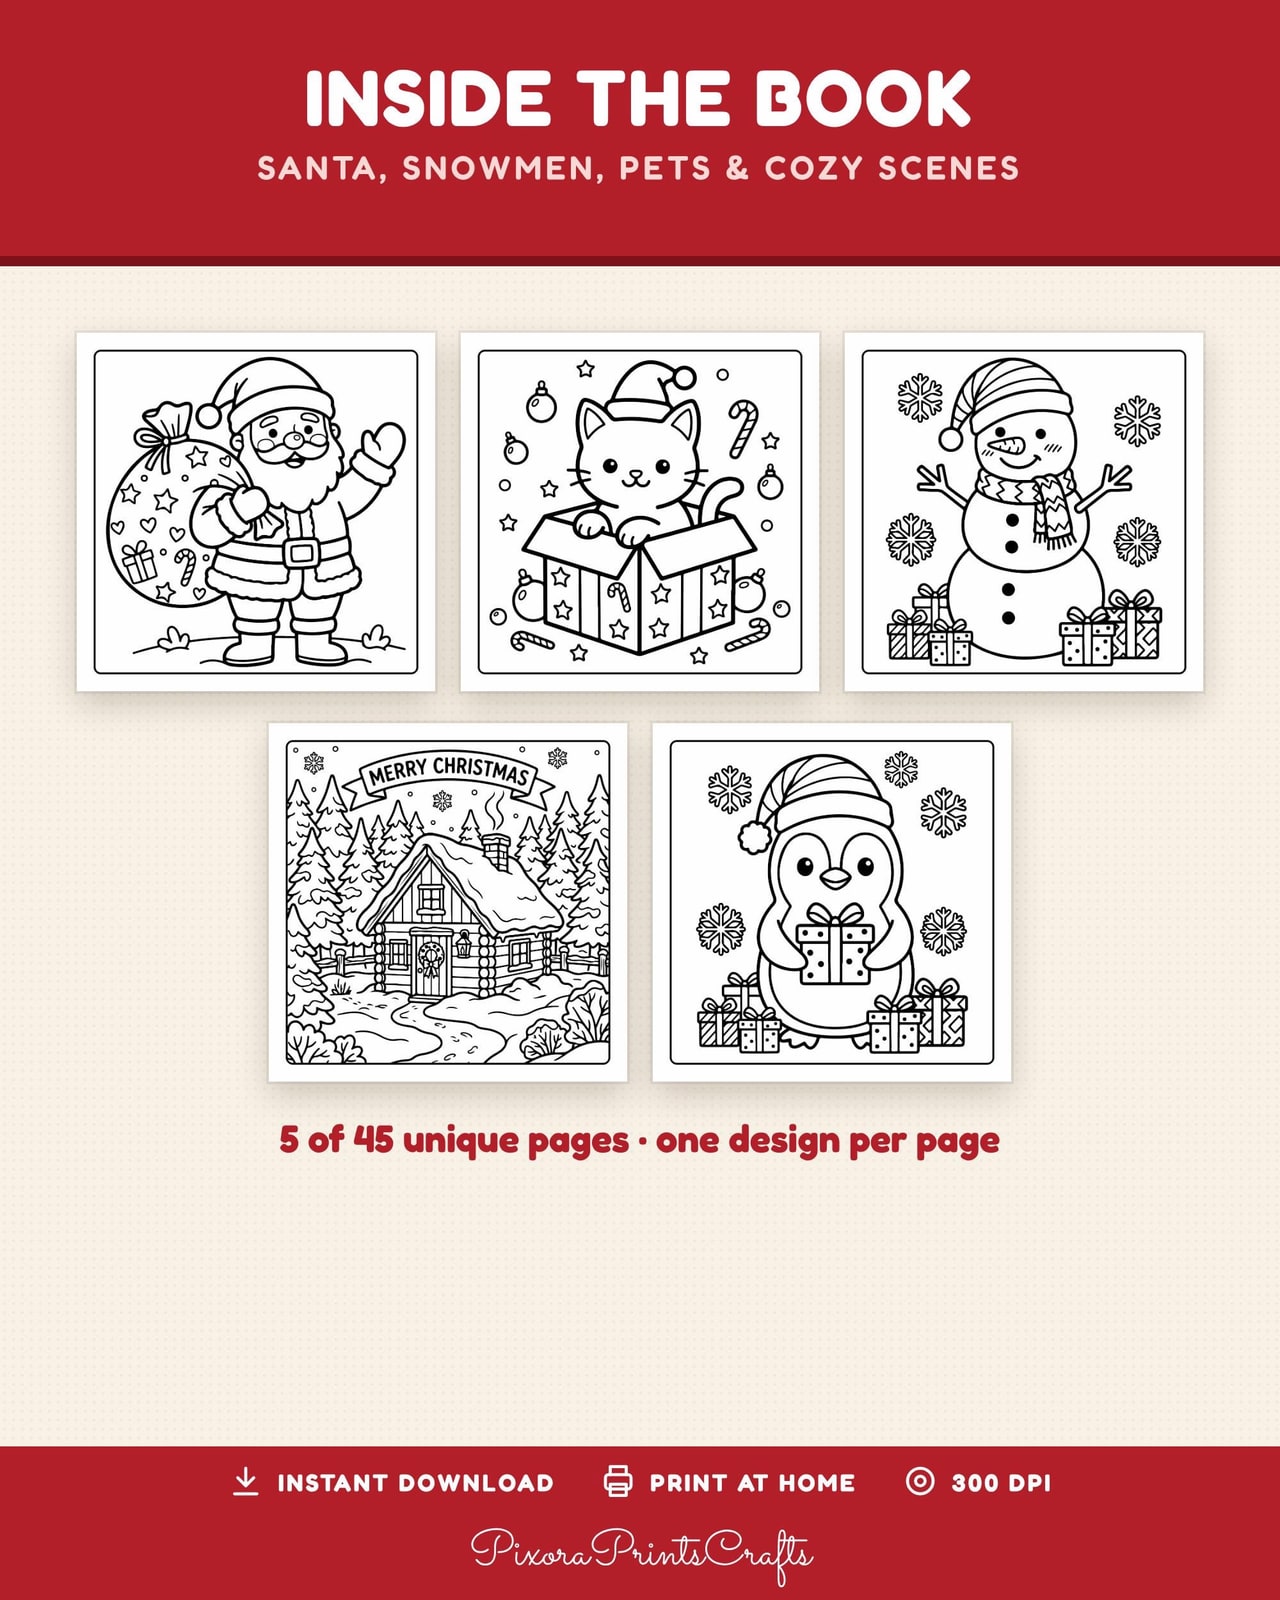 INSIDE THE BOOK
SANTA, SNOWMEN, PETS & COZY SCENES
MERRY CHRISTMAS
5 of 45 unique pages · one design per page
INSTANT DOWNLOAD PRINT AT HOME 300 DPI
PixoraPrintsCrafts